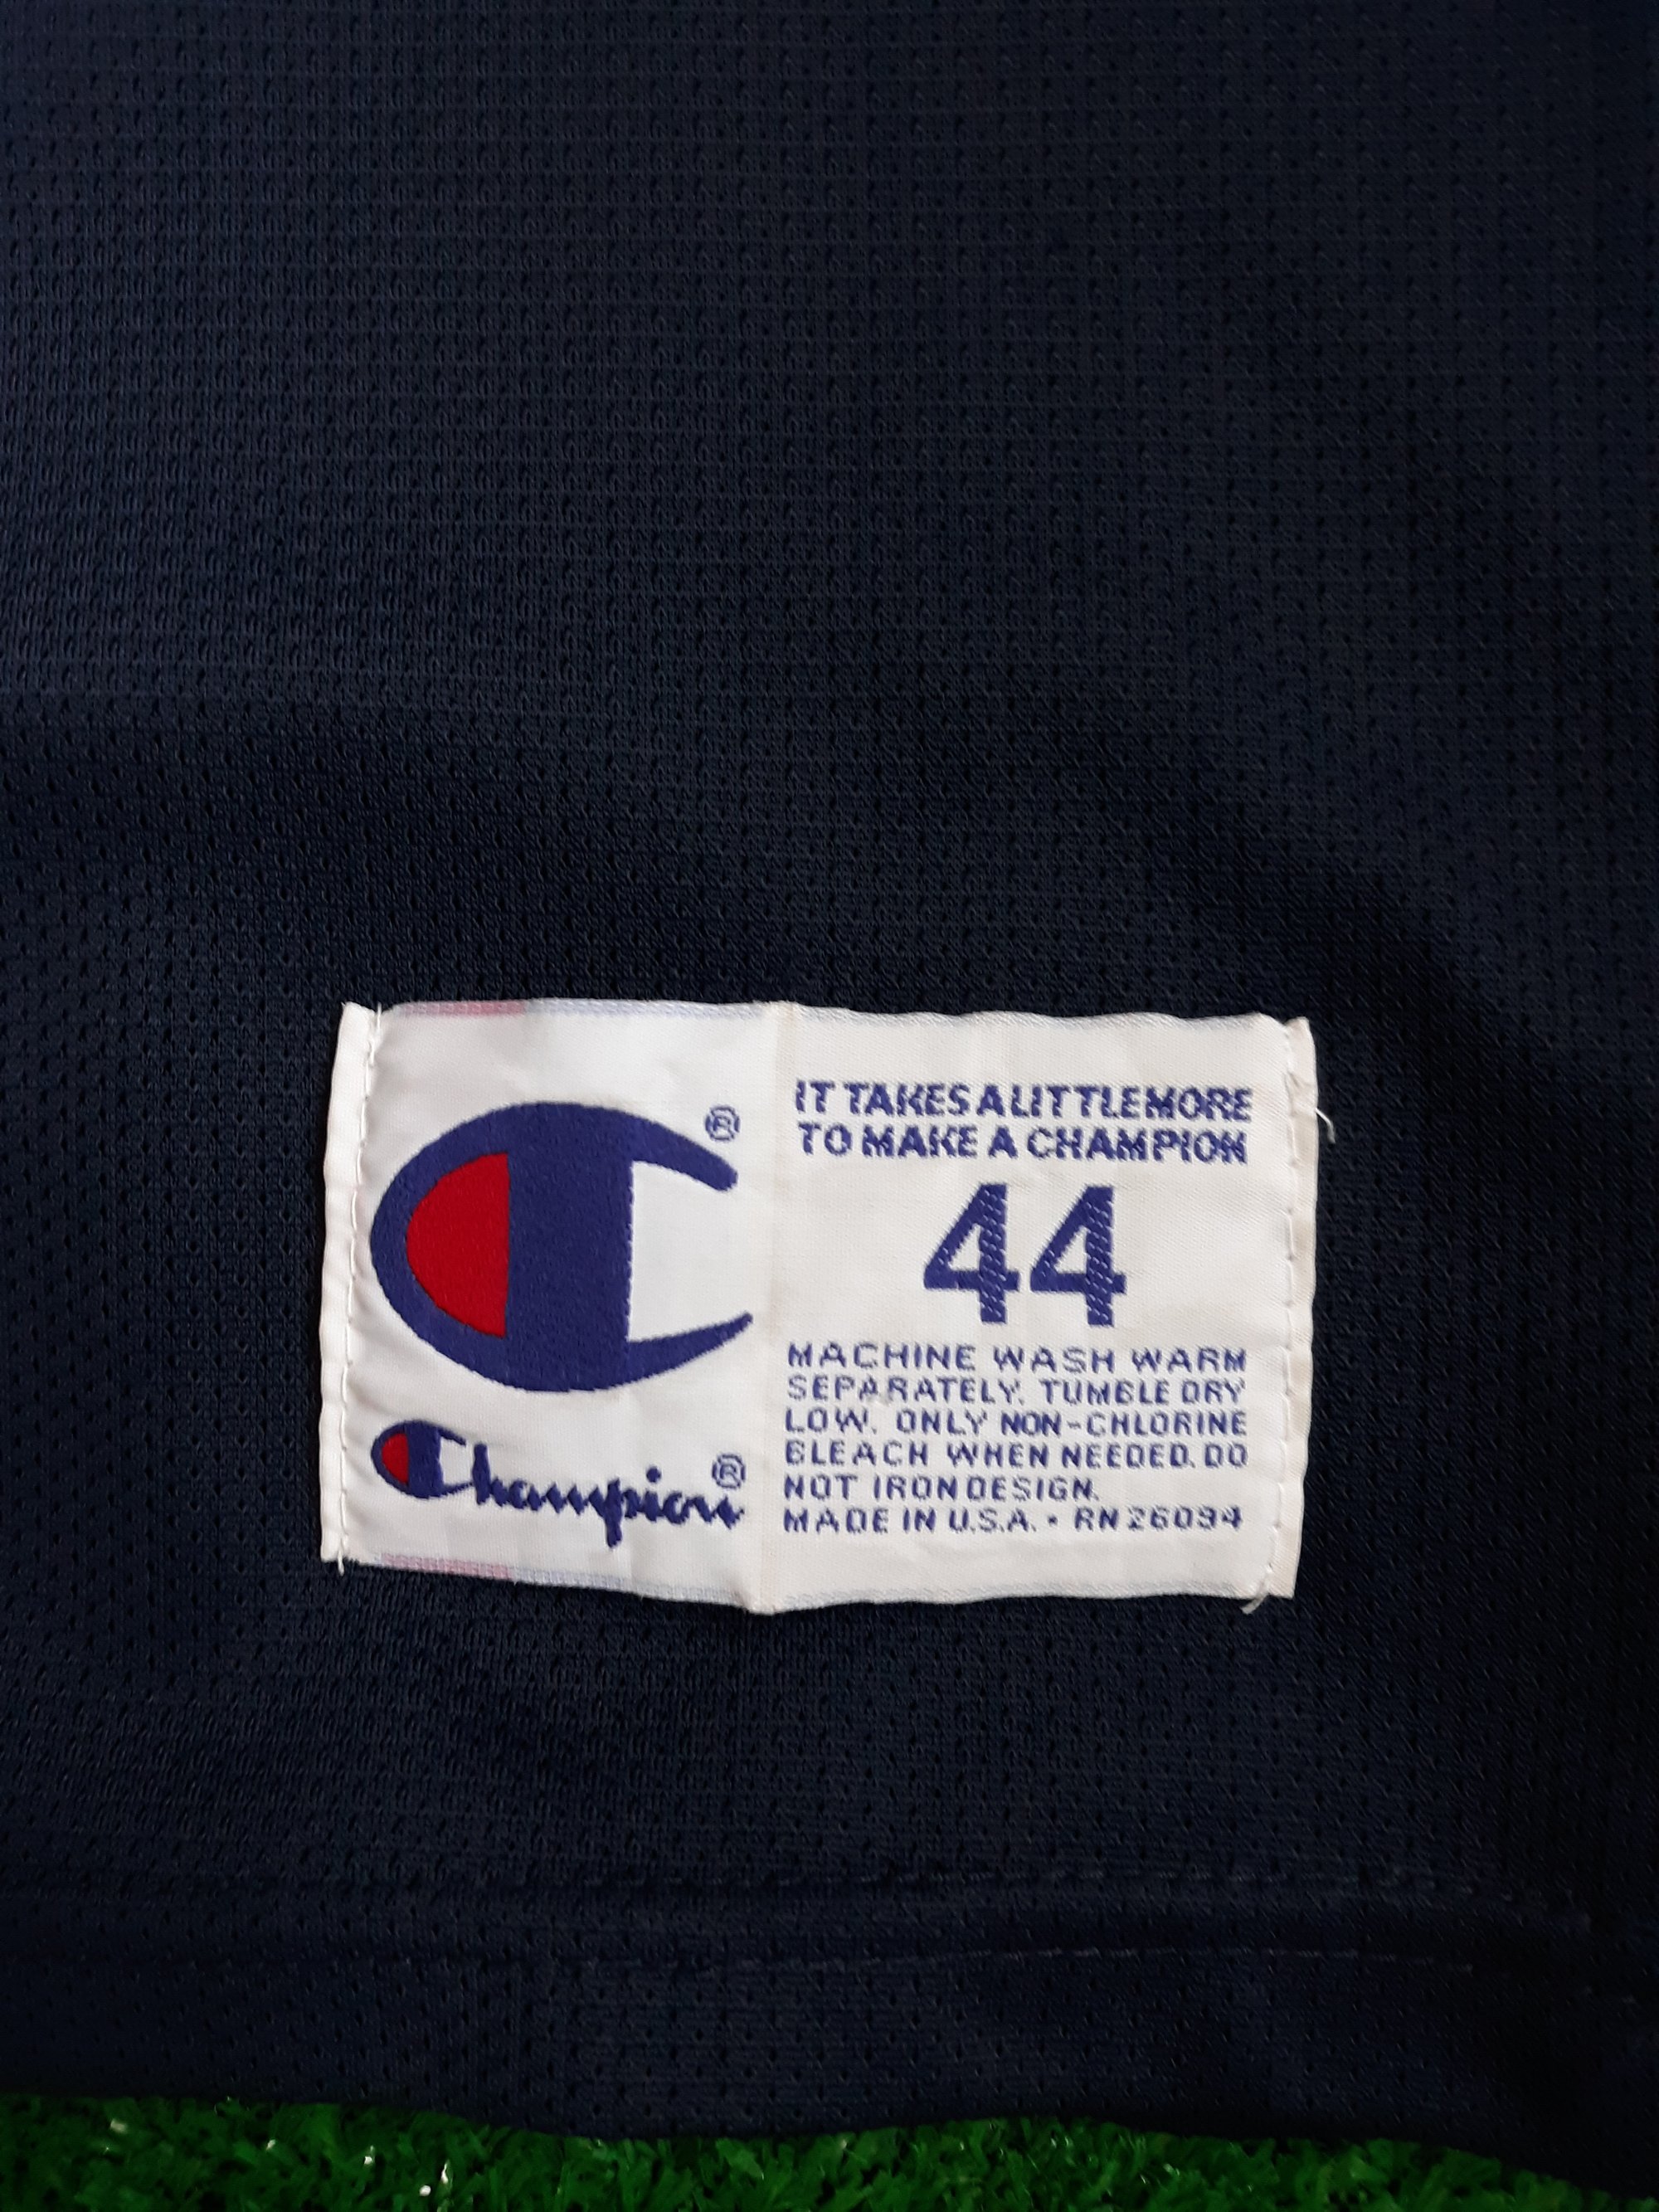 ®
Champion®
IT TAKES A LITTLE MORE
TO MAKE A CHAMPION
44
MACHINE WASH WARM
SEPARATELY. TUMBLE DRY
LOW. ONLY NON-CHLORINE
BLEACH WHEN NEEDED. DO
NOT IRON DESIGN.
MADE IN U.S.A. • RN 26094